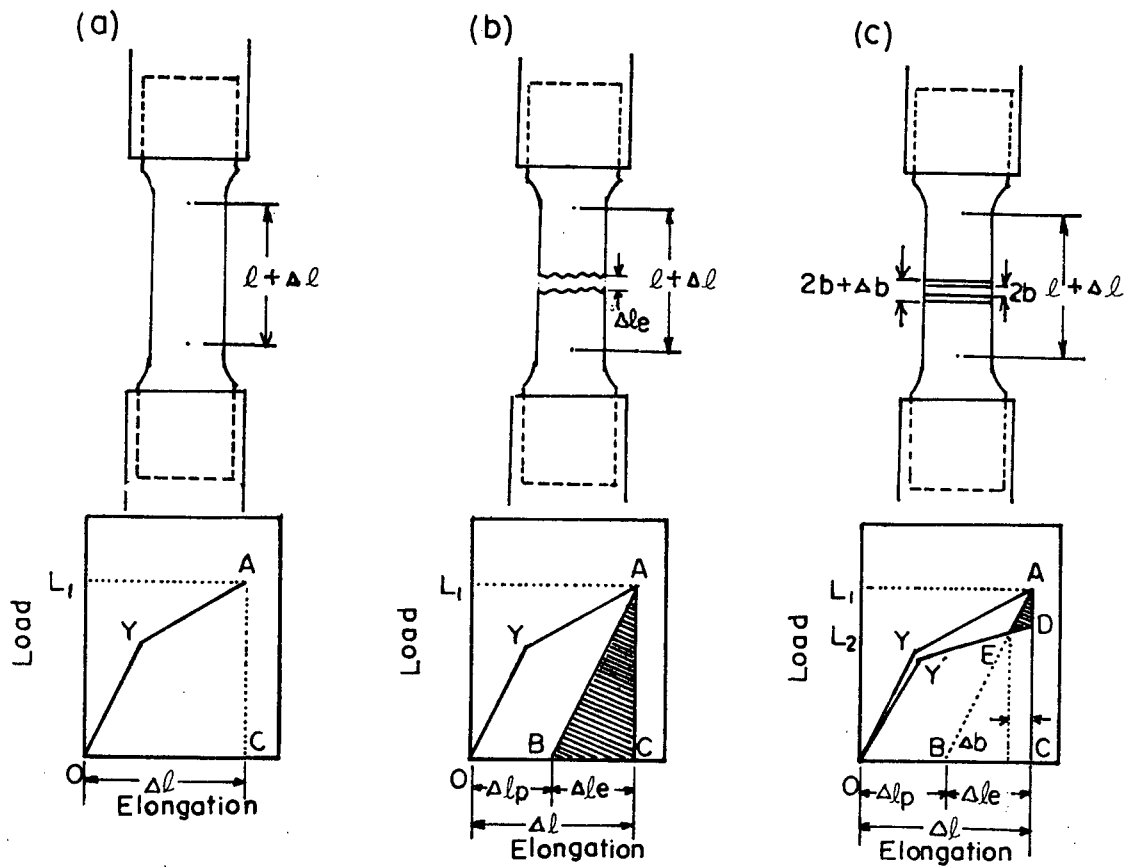 (a)
(b)
(c)
ℓ + Δℓ
ℓ + Δℓ
Δℓe
2b + Δb
2b
ℓ + Δℓ
L₁
A
Y
Load
O
C
Δℓ
Elongation
L₁
A
Y
Load
B
C
O
Δℓp
Δℓe
Δℓ
Elongation
L₁
A
L₂
D
Y
E
Y'
Load
B
Δb
C
O
Δℓp
Δℓe
Δℓ
Elongation